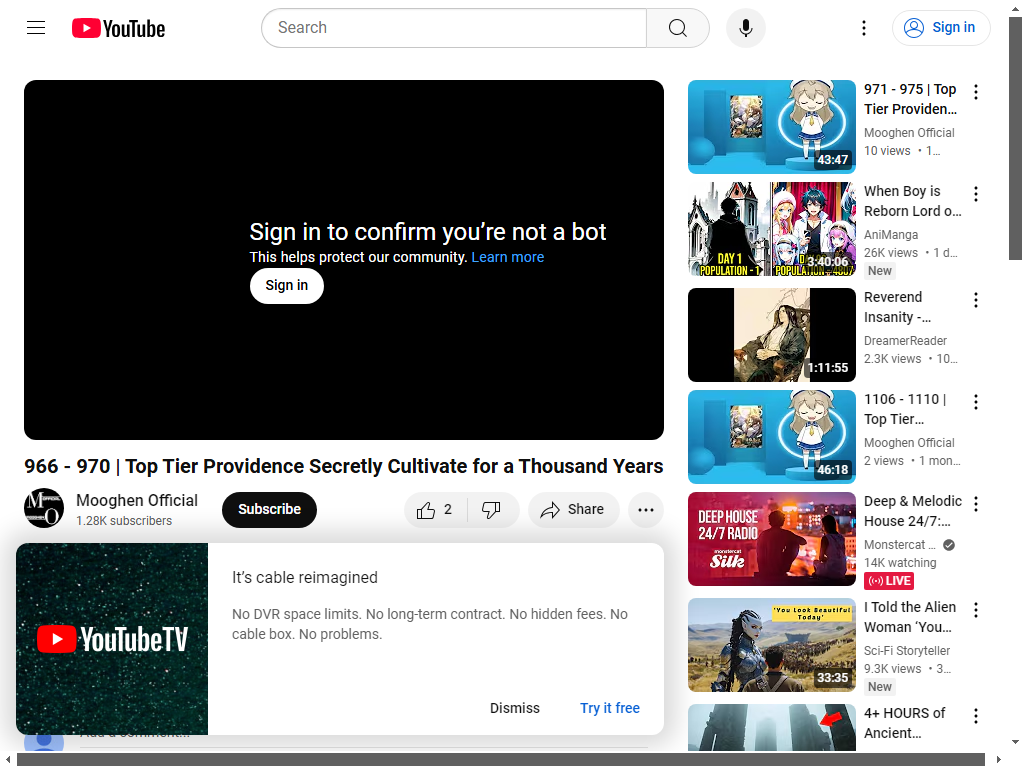 YouTube
Search
Sign in
Sign in to confirm you're not a bot
This helps protect our community. Learn more
Sign in
966 - 970 | Top Tier Providence Secretly Cultivate for a Thousand Years
Mooghen Official
1.28K subscribers
Subscribe
2
Share
It's cable reimagined
No DVR space limits. No long-term contract. No hidden fees. No
cable box. No problems.
YouTubeTV
Dismiss
Try it free
971 - 975 | Top
Tier Providen...
Mooghen Official
10 views • 1...
43:47
When Boy is
Reborn Lord o...
AniManga
26K views • 1 d...
New
DAY 1
POPULATION - 1
3:40:06
Reverend
Insanity -...
DreamerReader
2.3K views • 10...
1:11:55
1106 - 1110 |
Top Tier...
Mooghen Official
2 views • 1 mon...
46:18
Deep & Melodic
House 24/7:...
Monstercat ...
14K watching
LIVE
DEEP HOUSE
24/7 RADIO
monstercat
Silk
I Told the Alien
Woman 'You...
Sci-Fi Storyteller
9.3K views • 3...
New
'You Look Beautiful
Today'
33:35
4+ HOURS of
Ancient...